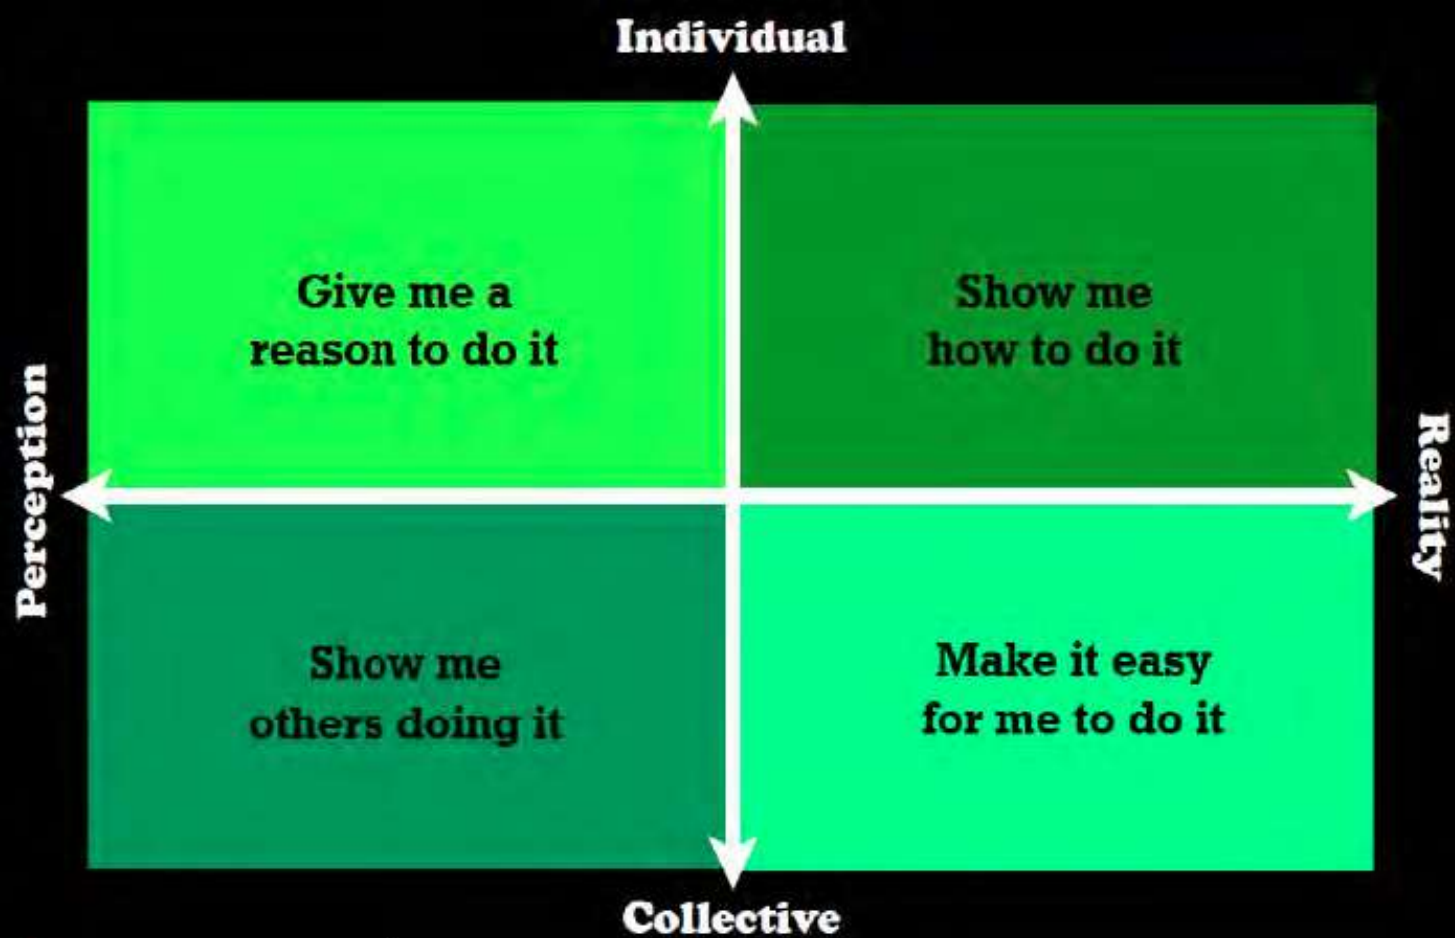 Individual
Give me a
reason to do it
Show me
how to do it
Perception
Reality
Show me
others doing it
Make it easy
for me to do it
Collective